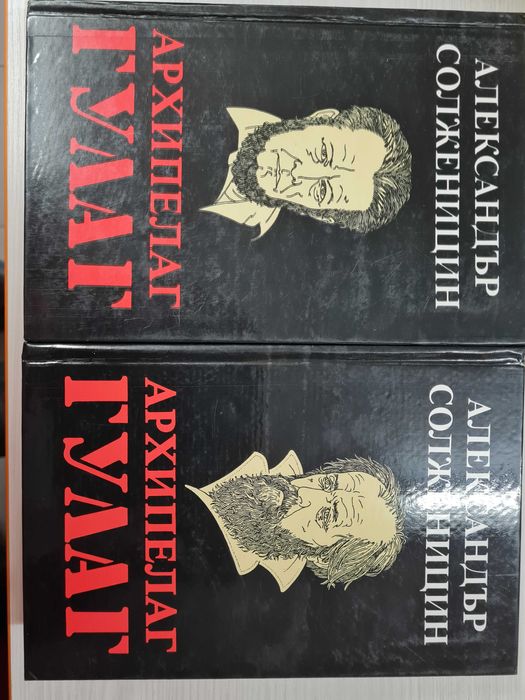 АЛЕКСАНДЪР
СОЛЖЕНИЦИН
АРХИПЕЛАГ
ГУЛАГ
АЛЕКСАНДЪР
СОЛЖЕНИЦИН
АРХИПЕЛАГ
ГУЛАГ